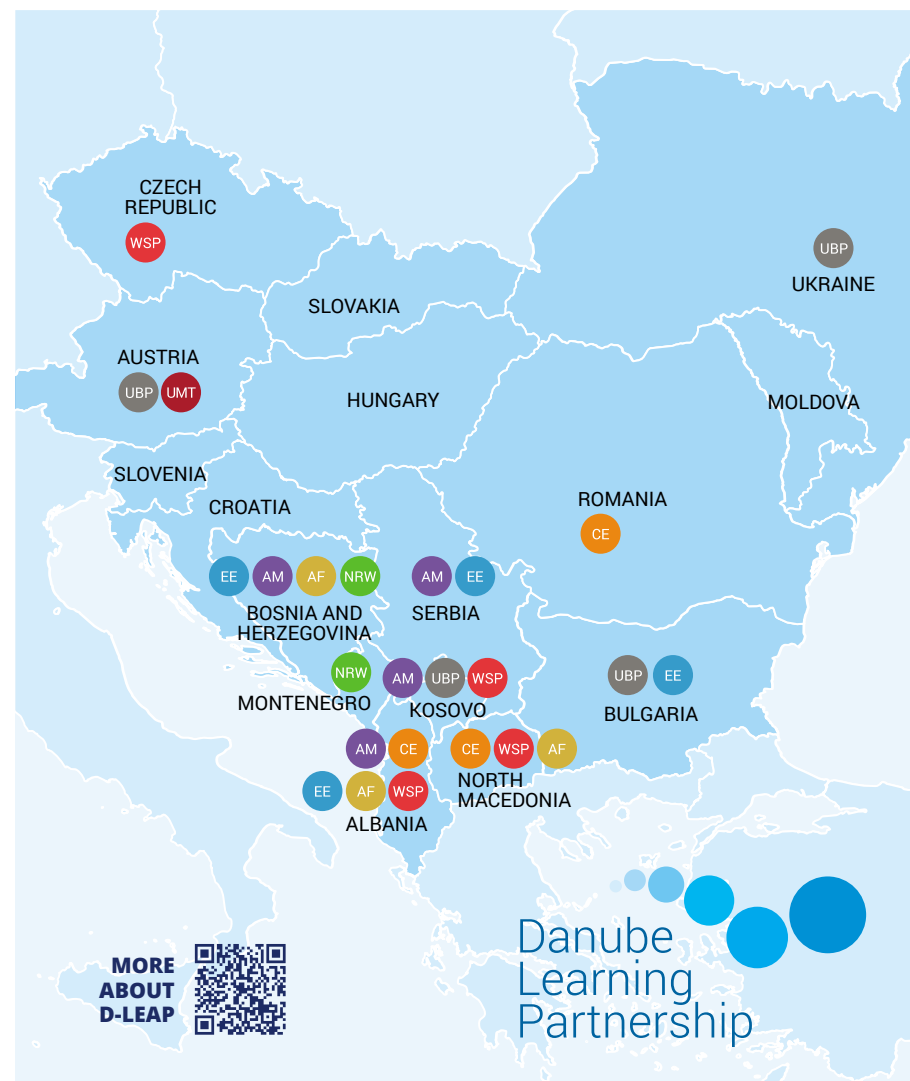 CZECH
REPUBLIC
WSP
UBP
UKRAINE
SLOVAKIA
AUSTRIA
UBP UMT
HUNGARY
MOLDOVA
SLOVENIA
CROATIA
ROMANIA
CE
EE AM AF NRW
BOSNIA AND
HERZEGOVINA
AM EE
SERBIA
NRW
MONTENEGRO
AM UBP WSP
KOSOVO
UBP EE
BULGARIA
AM CE
EE AF WSP
ALBANIA
CE WSP AF
NORTH
MACEDONIA
MORE
ABOUT
D-LEAP
Danube
Learning
Partnership